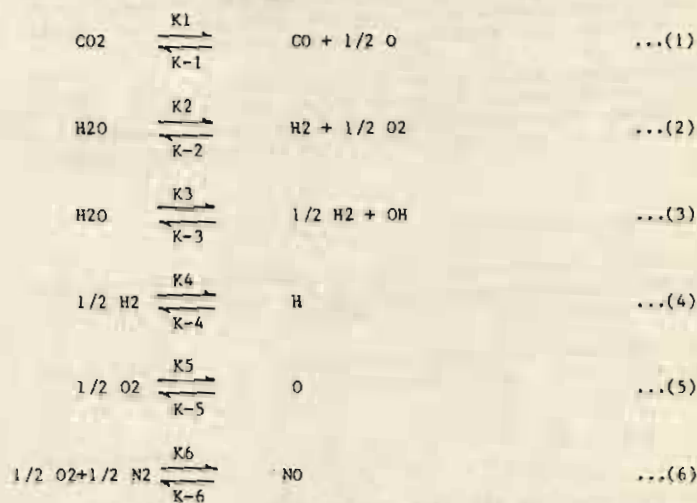 K1
CO2 CO + 1/2 O ...(1)
K-1
K2
H2O H2 + 1/2 O2 ...(2)
K-2
K3
H2O 1/2 H2 + OH ...(3)
K-3
K4
1/2 H2 H ...(4)
K-4
K5
1/2 O2 O ...(5)
K-5
K6
1/2 O2+1/2 N2 NO ...(6)
K-6